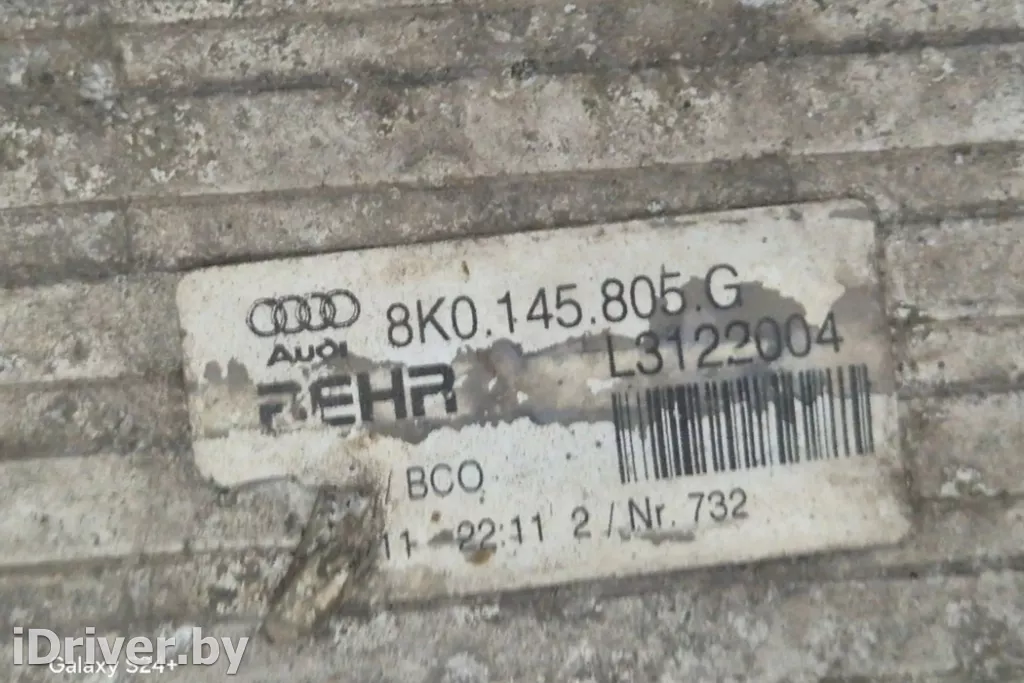 8K0.145.805.G
Audi
L3122004
BEHR
/ BCO
11 22:11 2 / Nr. 732
iDriver.by
Galaxy S24+